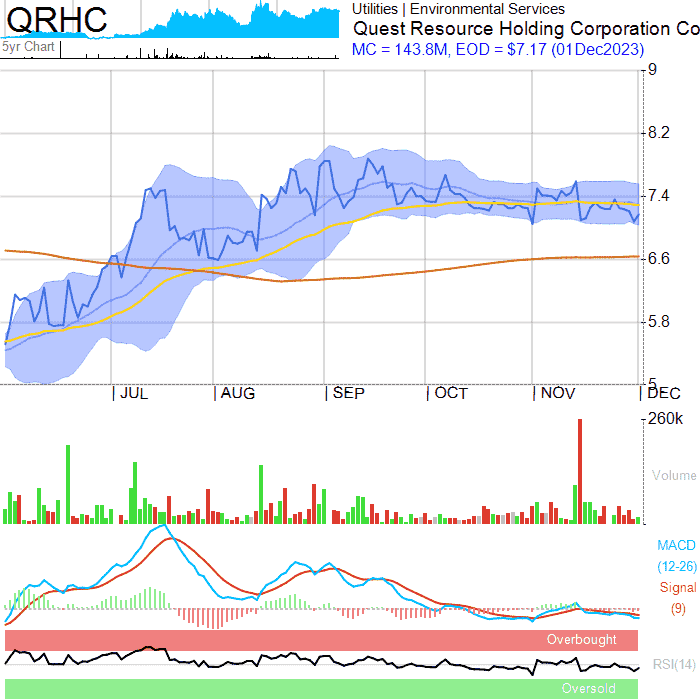 QRHC
5yr Chart
Utilities | Environmental Services
Quest Resource Holding Corporation Co
MC = 143.8M, EOD = $7.17 (01Dec2023)
9
8.2
7.4
6.6
5.8
5
JUL AUG SEP OCT NOV DEC
260k
Volume
MACD
(12-26)
Signal
(9)
Overbought
RSI(14)
Oversold